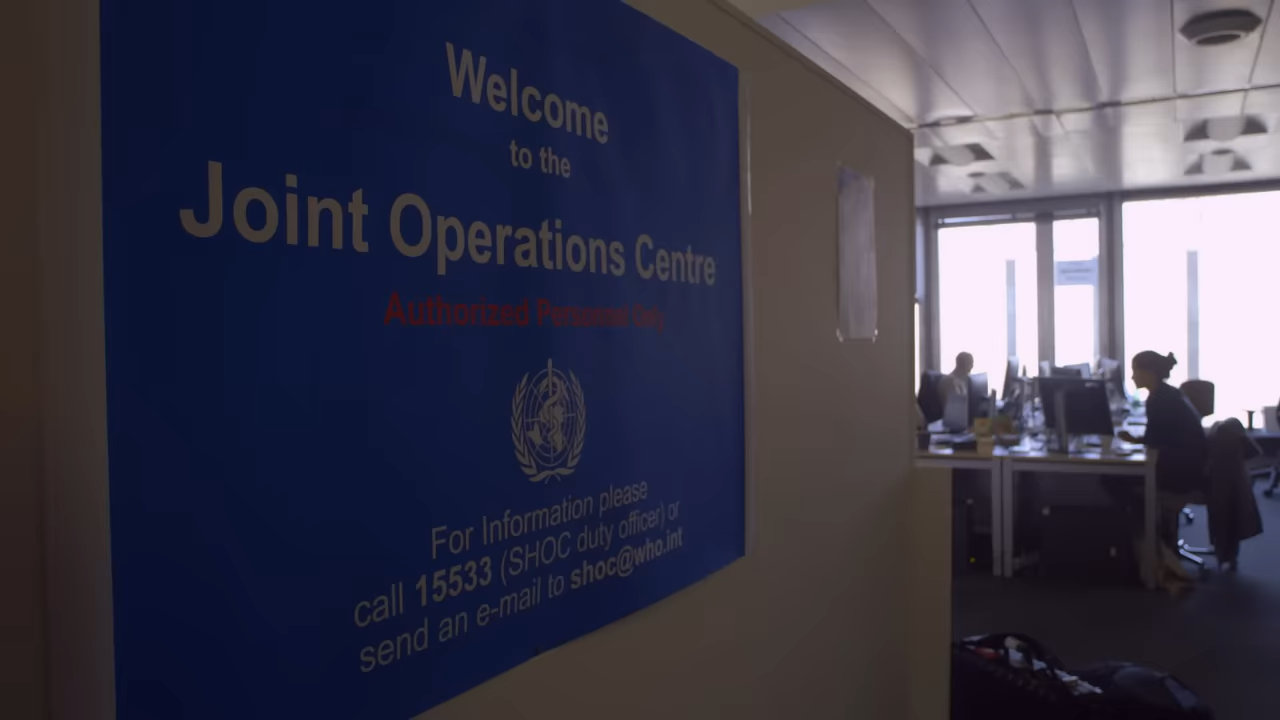 Welcome
to the
Joint Operations Centre
Authorized Personnel Only
For Information please
call 15533 (SHOC duty officer) or
send an e-mail to shoc@who.int